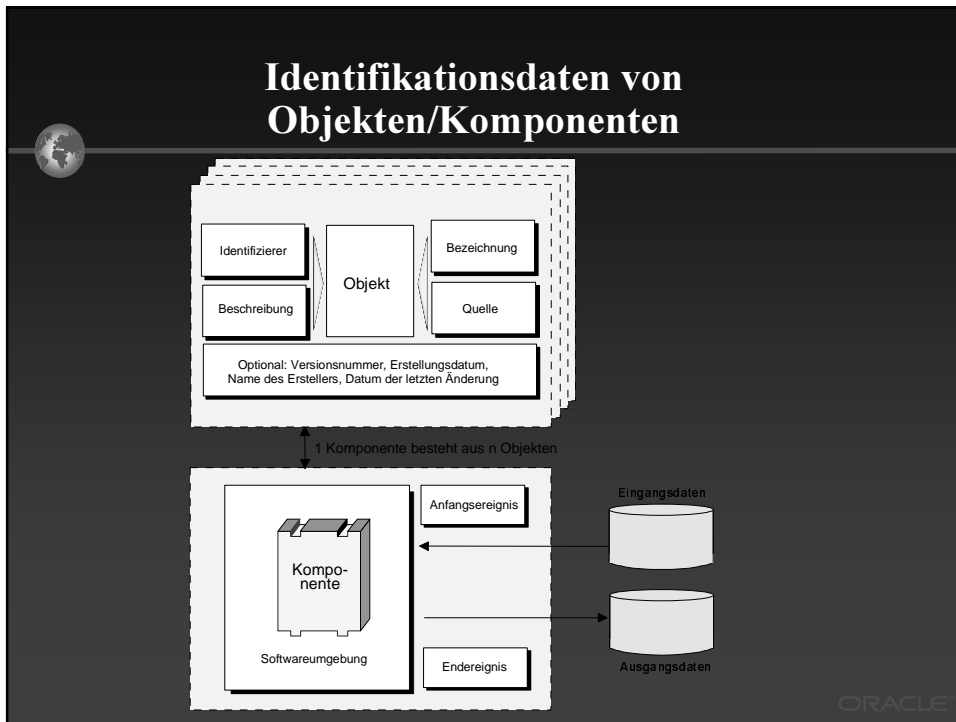 Identifikationsdaten von
Objekten/Komponenten
Identifizierer
Beschreibung
Objekt
Bezeichnung
Quelle
Optional: Versionsnummer, Erstellungsdatum,
Name des Erstellers, Datum der letzten Änderung
1 Komponente besteht aus n Objekten
Kompo-
nente
Softwareumgebung
Anfangsereignis
Endereignis
Eingangsdaten
Ausgangsdaten
ORACLE®